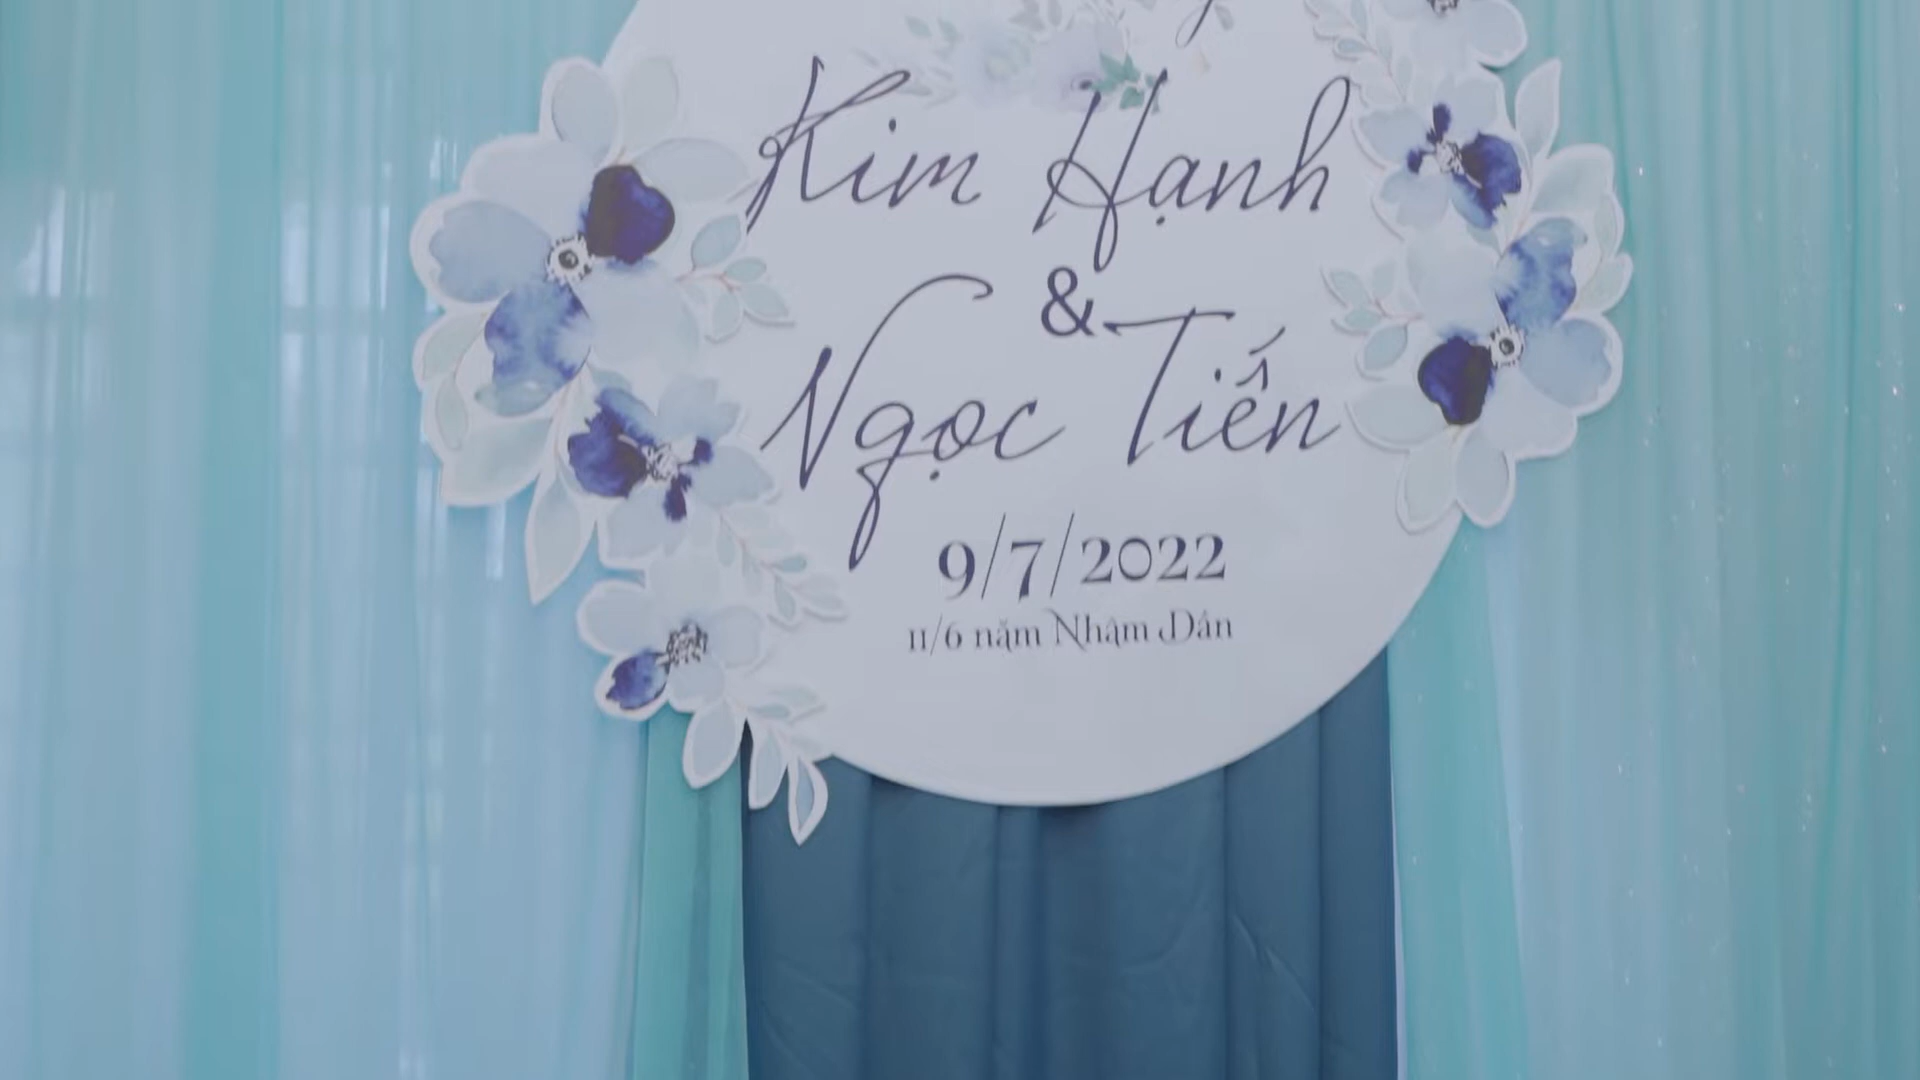 Kim Hạnh
&
Ngọc Tiến
9/7/2022
11/6 năm Nhâm Dần